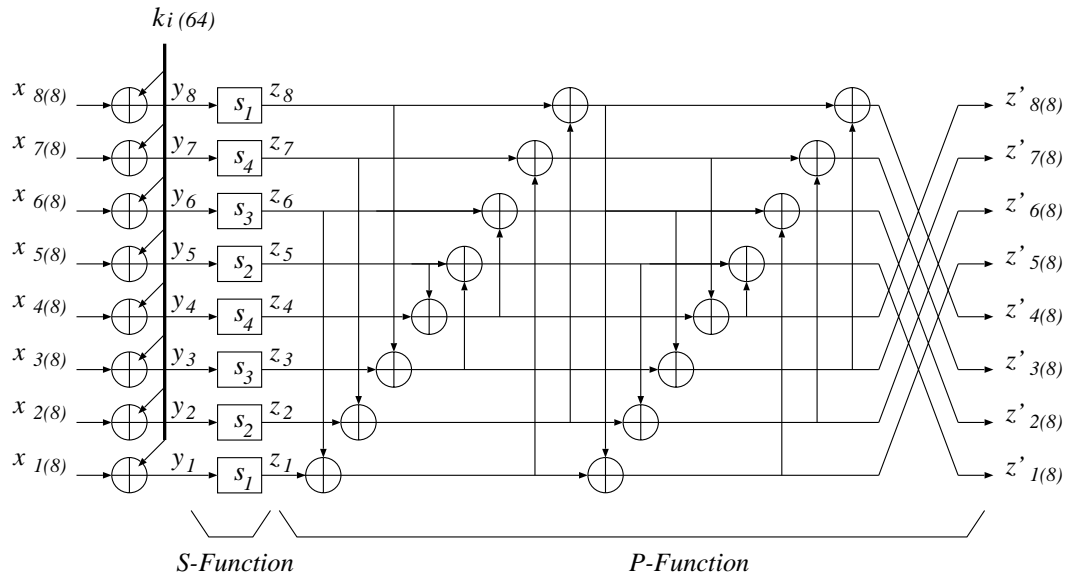 k i (64)
x 8(8) y 8 s 1 z 8 z' 8(8)
x 7(8) y 7 s 4 z 7 z' 7(8)
x 6(8) y 6 s 3 z 6 z' 6(8)
x 5(8) y 5 s 2 z 5 z' 5(8)
x 4(8) y 4 s 4 z 4 z' 4(8)
x 3(8) y 3 s 3 z 3 z' 3(8)
x 2(8) y 2 s 2 z 2 z' 2(8)
x 1(8) y 1 s 1 z 1 z' 1(8)
S-Function P-Function